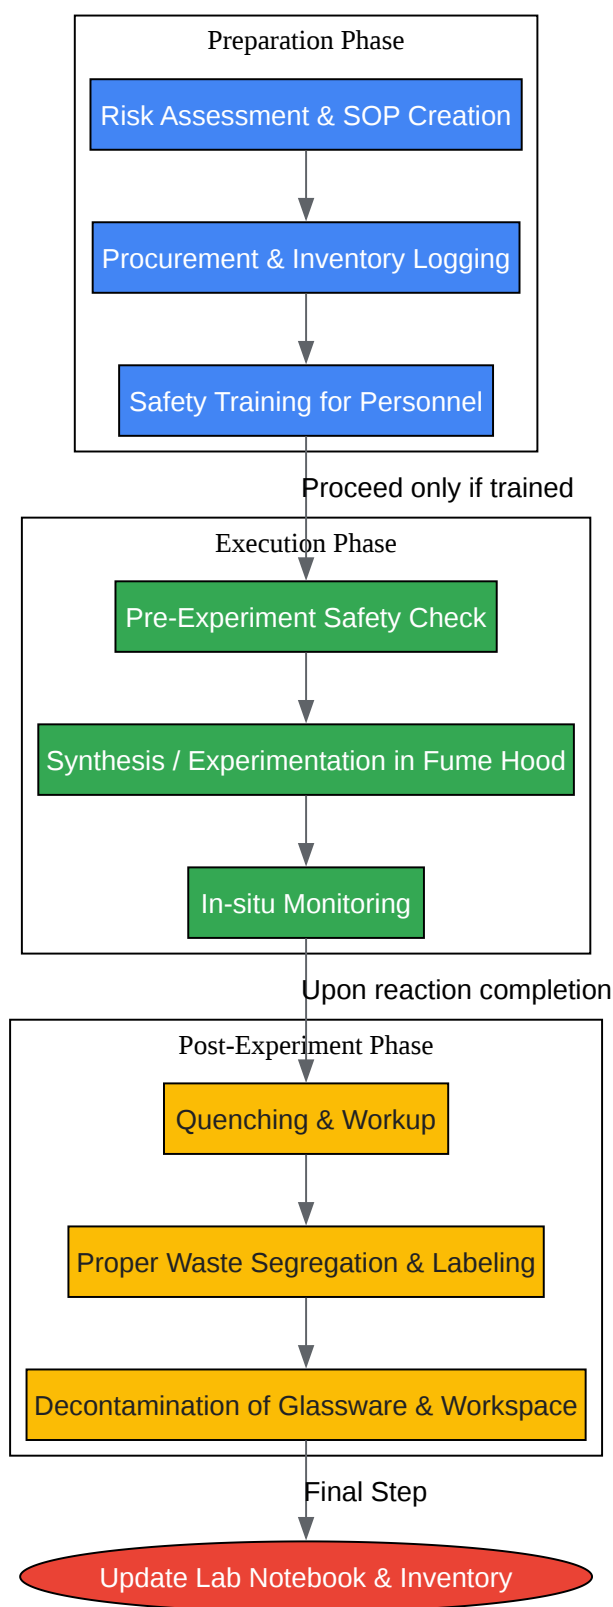 Preparation Phase
Risk Assessment & SOP Creation
Procurement & Inventory Logging
Safety Training for Personnel
Proceed only if trained
Execution Phase
Pre-Experiment Safety Check
Synthesis / Experimentation in Fume Hood
In-situ Monitoring
Upon reaction completion
Post-Experiment Phase
Quenching & Workup
Proper Waste Segregation & Labeling
Decontamination of Glassware & Workspace
Final Step
Update Lab Notebook & Inventory